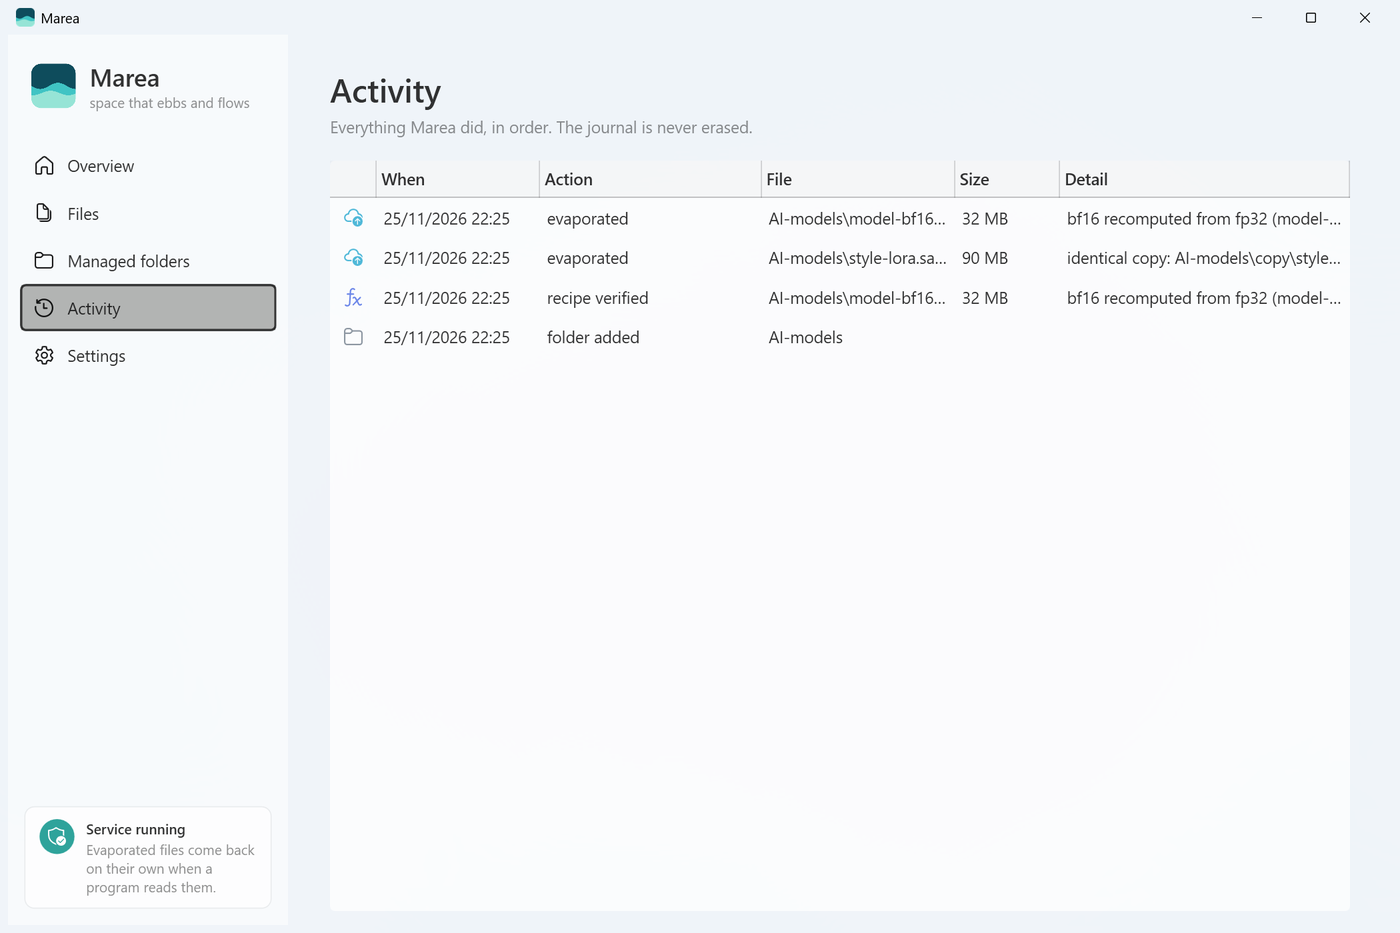 Marea
Marea
space that ebbs and flows
Overview
Files
Managed folders
Activity
Settings
Service running
Evaporated files come back
on their own when a
program reads them.
Activity
Everything Marea did, in order. The journal is never erased.
When Action File Size Detail
25/11/2026 22:25 evaporated AI-models\model-bf16... 32 MB bf16 recomputed from fp32 (model-...
25/11/2026 22:25 evaporated AI-models\style-lora.sa... 90 MB identical copy: AI-models\copy\style...
fx 25/11/2026 22:25 recipe verified AI-models\model-bf16... 32 MB bf16 recomputed from fp32 (model-...
25/11/2026 22:25 folder added AI-models